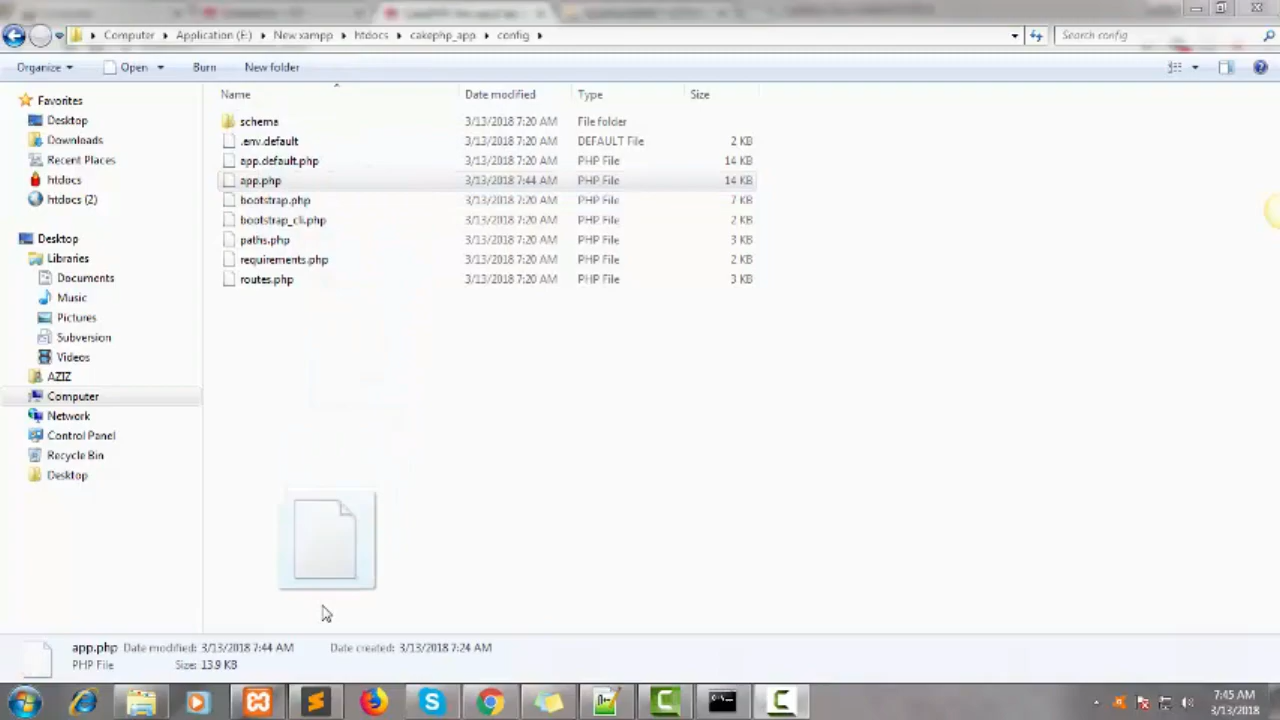 Computer Application (E:) New xampp htdocs cakephp_app config
Search config
Organize Open Burn New folder
Name Date modified Type Size
schema 3/13/2018 7:20 AM File folder
.env.default 3/13/2018 7:20 AM DEFAULT File 2 KB
app.default.php 3/13/2018 7:20 AM PHP File 14 KB
app.php 3/13/2018 7:44 AM PHP File 14 KB
bootstrap.php 3/13/2018 7:20 AM PHP File 7 KB
bootstrap_cli.php 3/13/2018 7:20 AM PHP File 2 KB
paths.php 3/13/2018 7:20 AM PHP File 3 KB
requirements.php 3/13/2018 7:20 AM PHP File 2 KB
routes.php 3/13/2018 7:20 AM PHP File 3 KB
Favorites
Desktop
Downloads
Recent Places
htdocs
htdocs (2)
Desktop
Libraries
Documents
Music
Pictures
Subversion
Videos
AZIZ
Computer
Network
Control Panel
Recycle Bin
Desktop
app.php Date modified: 3/13/2018 7:44 AM Date created: 3/13/2018 7:24 AM
PHP File Size: 13.9 KB
7:45 AM
3/13/2018